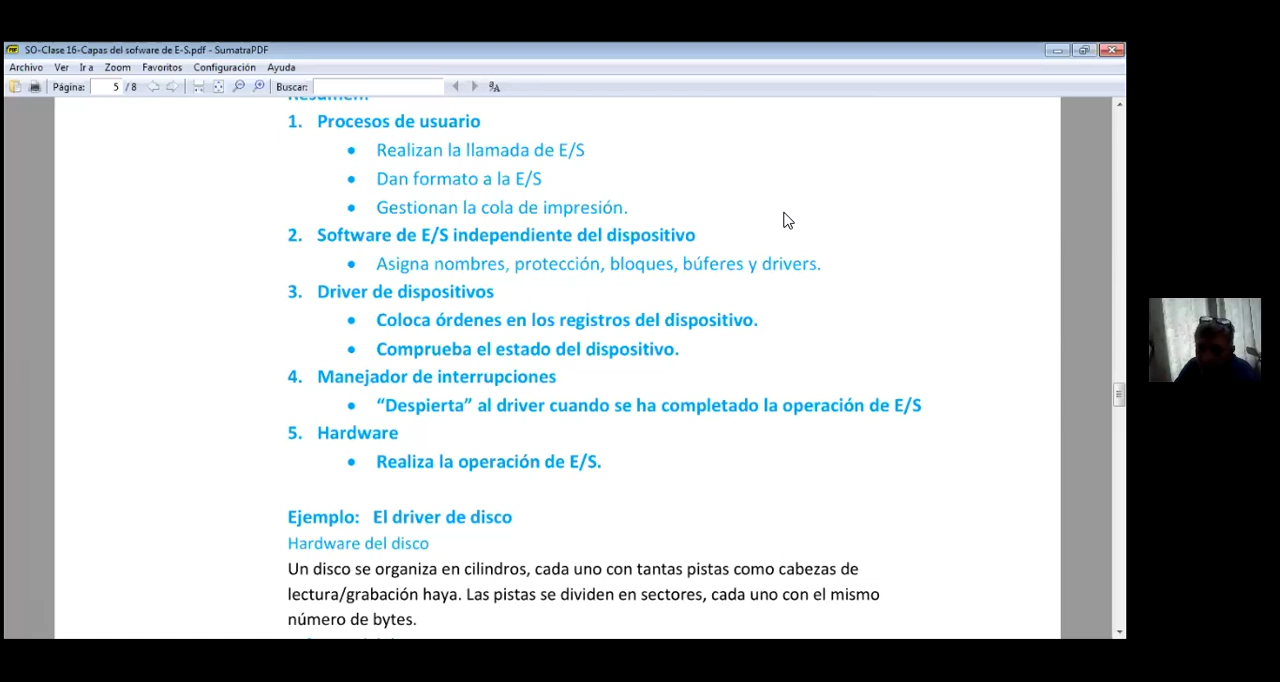 SO-Clase 16-Capas del sofware de E-S.pdf - SumatraPDF
Archivo Ver Ir a Zoom Favoritos Configuración Ayuda
Página: 5 / 8 Buscar:
Resumen:
1. Procesos de usuario
• Realizan la llamada de E/S
• Dan formato a la E/S
• Gestionan la cola de impresión.
2. Software de E/S independiente del dispositivo
• Asigna nombres, protección, bloques, búferes y drivers.
3. Driver de dispositivos
• Coloca órdenes en los registros del dispositivo.
• Comprueba el estado del dispositivo.
4. Manejador de interrupciones
• “Despierta” al driver cuando se ha completado la operación de E/S
5. Hardware
• Realiza la operación de E/S.
Ejemplo: El driver de disco
Hardware del disco
Un disco se organiza en cilindros, cada uno con tantas pistas como cabezas de
lectura/grabación haya. Las pistas se dividen en sectores, cada uno con el mismo
número de bytes.